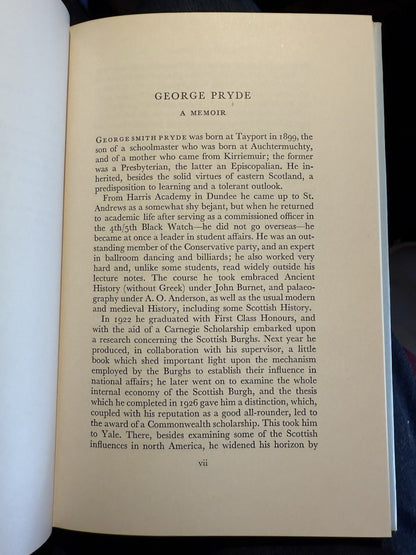 GEORGE PRYDE
A MEMOIR
GEORGE SMITH PRYDE was born at Tayport in 1899, the
son of a schoolmaster who was born at Auchtermuchty,
and of a mother who came from Kirriemuir; the former
was a Presbyterian, the latter an Episcopalian. He in-
herited, besides the solid virtues of eastern Scotland, a
predisposition to learning and a tolerant outlook.
From Harris Academy in Dundee he came up to St.
Andrews as a somewhat shy bejant, but when he returned
to academic life after serving as a commissioned officer in
the 4th/5th Black Watch—he did not go overseas—he
became at once a leader in student affairs. He was an out-
standing member of the Conservative party, and an expert
in ballroom dancing and billiards; he also worked very
hard and, unlike some students, read widely outside his
lecture notes. The course he took embraced Ancient
History (without Greek) under John Burnet, and palaeo-
graphy under A. O. Anderson, as well as the usual modern
and medieval History, including some Scottish History.
In 1922 he graduated with First Class Honours, and
with the aid of a Carnegie Scholarship embarked upon
a research concerning the Scottish Burghs. Next year he
produced, in collaboration with his supervisor, a little
book which shed important light upon the mechanism
employed by the Burghs to establish their influence in
national affairs; he later went on to examine the whole
internal economy of the Scottish Burgh, and the thesis
which he completed in 1926 gave him a distinction, which,
coupled with his reputation as a good all-rounder, led to
the award of a Commonwealth scholarship. This took him
to Yale. There, besides examining some of the Scottish
influences in north America, he widened his horizon by
vii